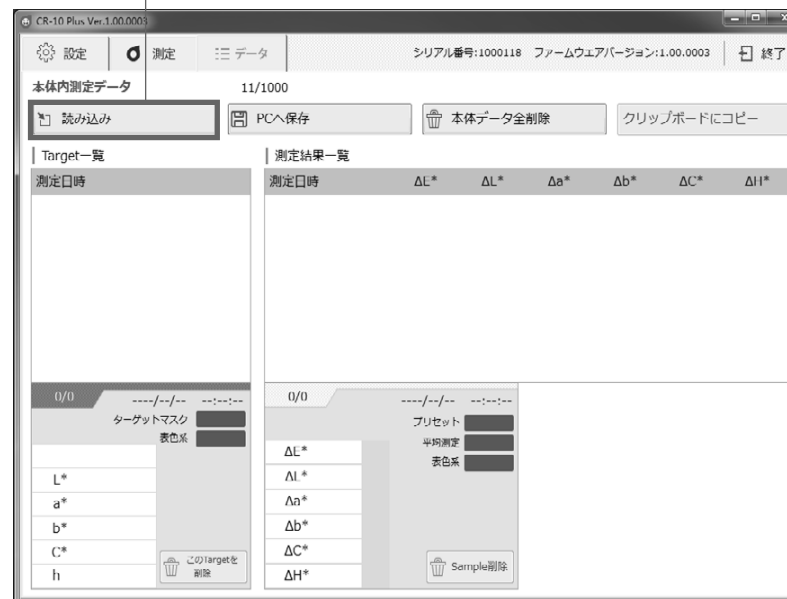 CR-10 Plus Ver.1.00.0003
設定 測定 データ シリアル番号:1000118 ファームウエアバージョン:1.00.0003 終了
本体内測定データ 11/1000
読み込み PCへ保存 本体データ全削除 クリップボードにコピー
Target一覧 測定結果一覧
測定日時 測定日時 ΔE* ΔL* Δa* Δb* ΔC* ΔH*
0/0 ----/--/-- --:--:-- 0/0 ----/--/-- --:--:--
ターゲットマスク プリセット
表色系 平均測定
ΔE* 表色系
L* ΔL*
a* Δa*
b* Δb*
C* ΔC*
h ΔH*
このTargetを
削除
Sample削除